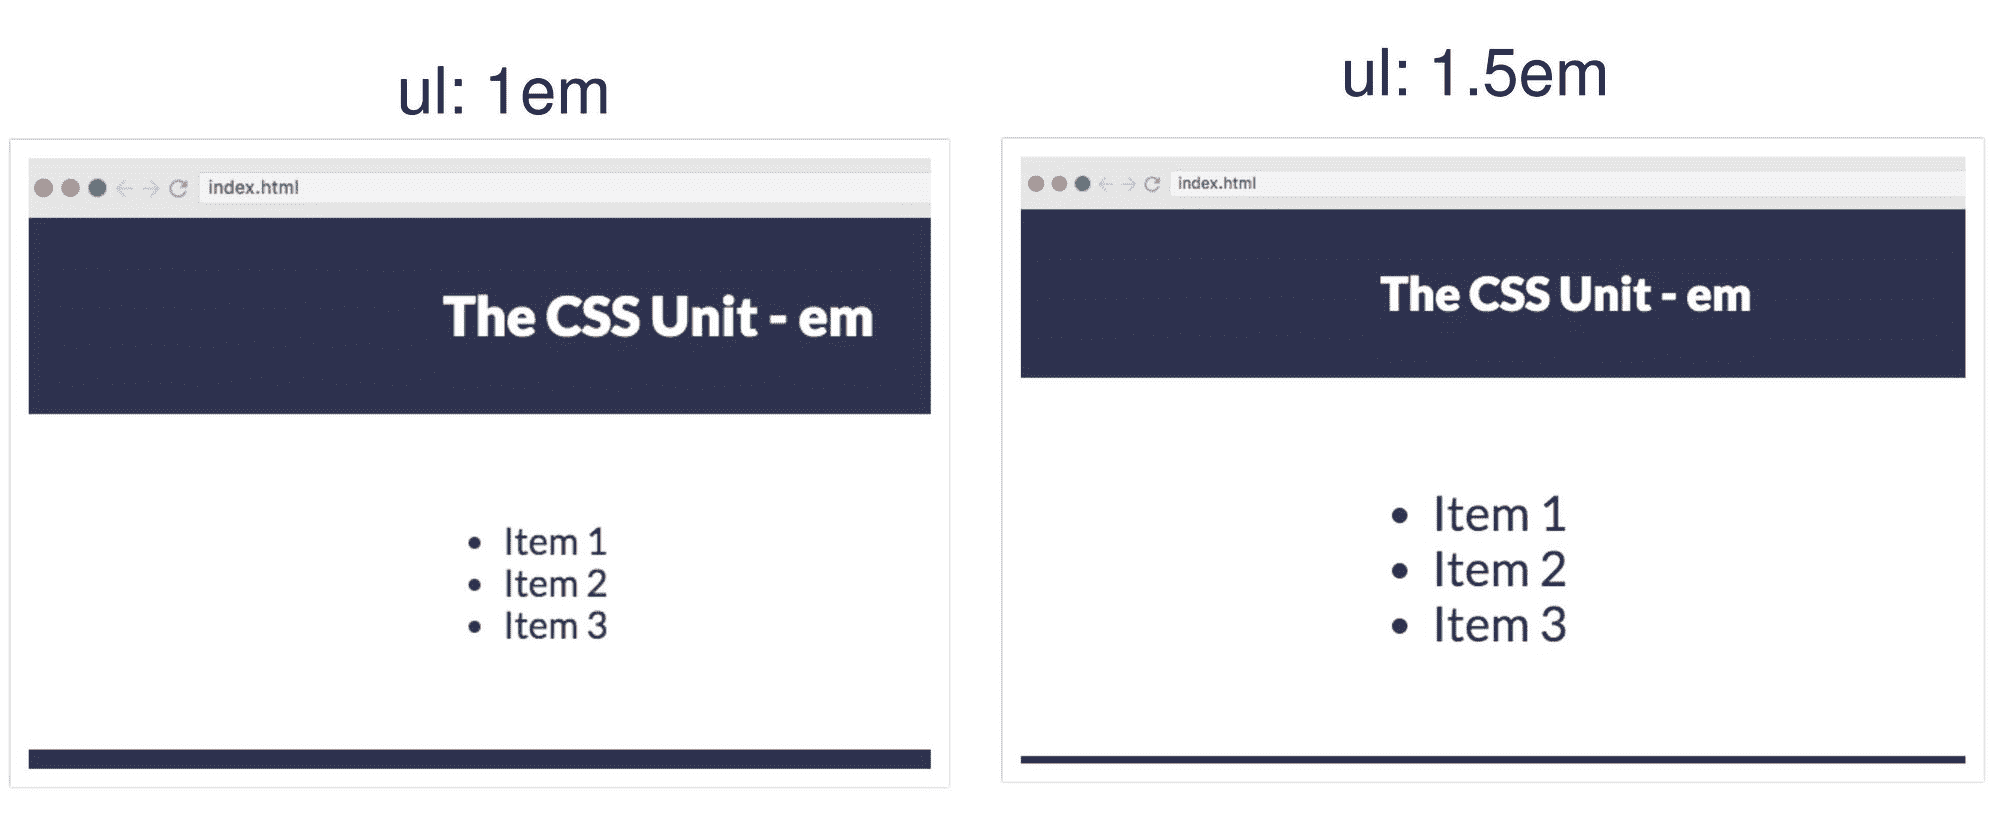 ul: 1em
index.html
The CSS Unit - em
• Item 1
• Item 2
• Item 3
ul: 1.5em
index.html
The CSS Unit - em
• Item 1
• Item 2
• Item 3